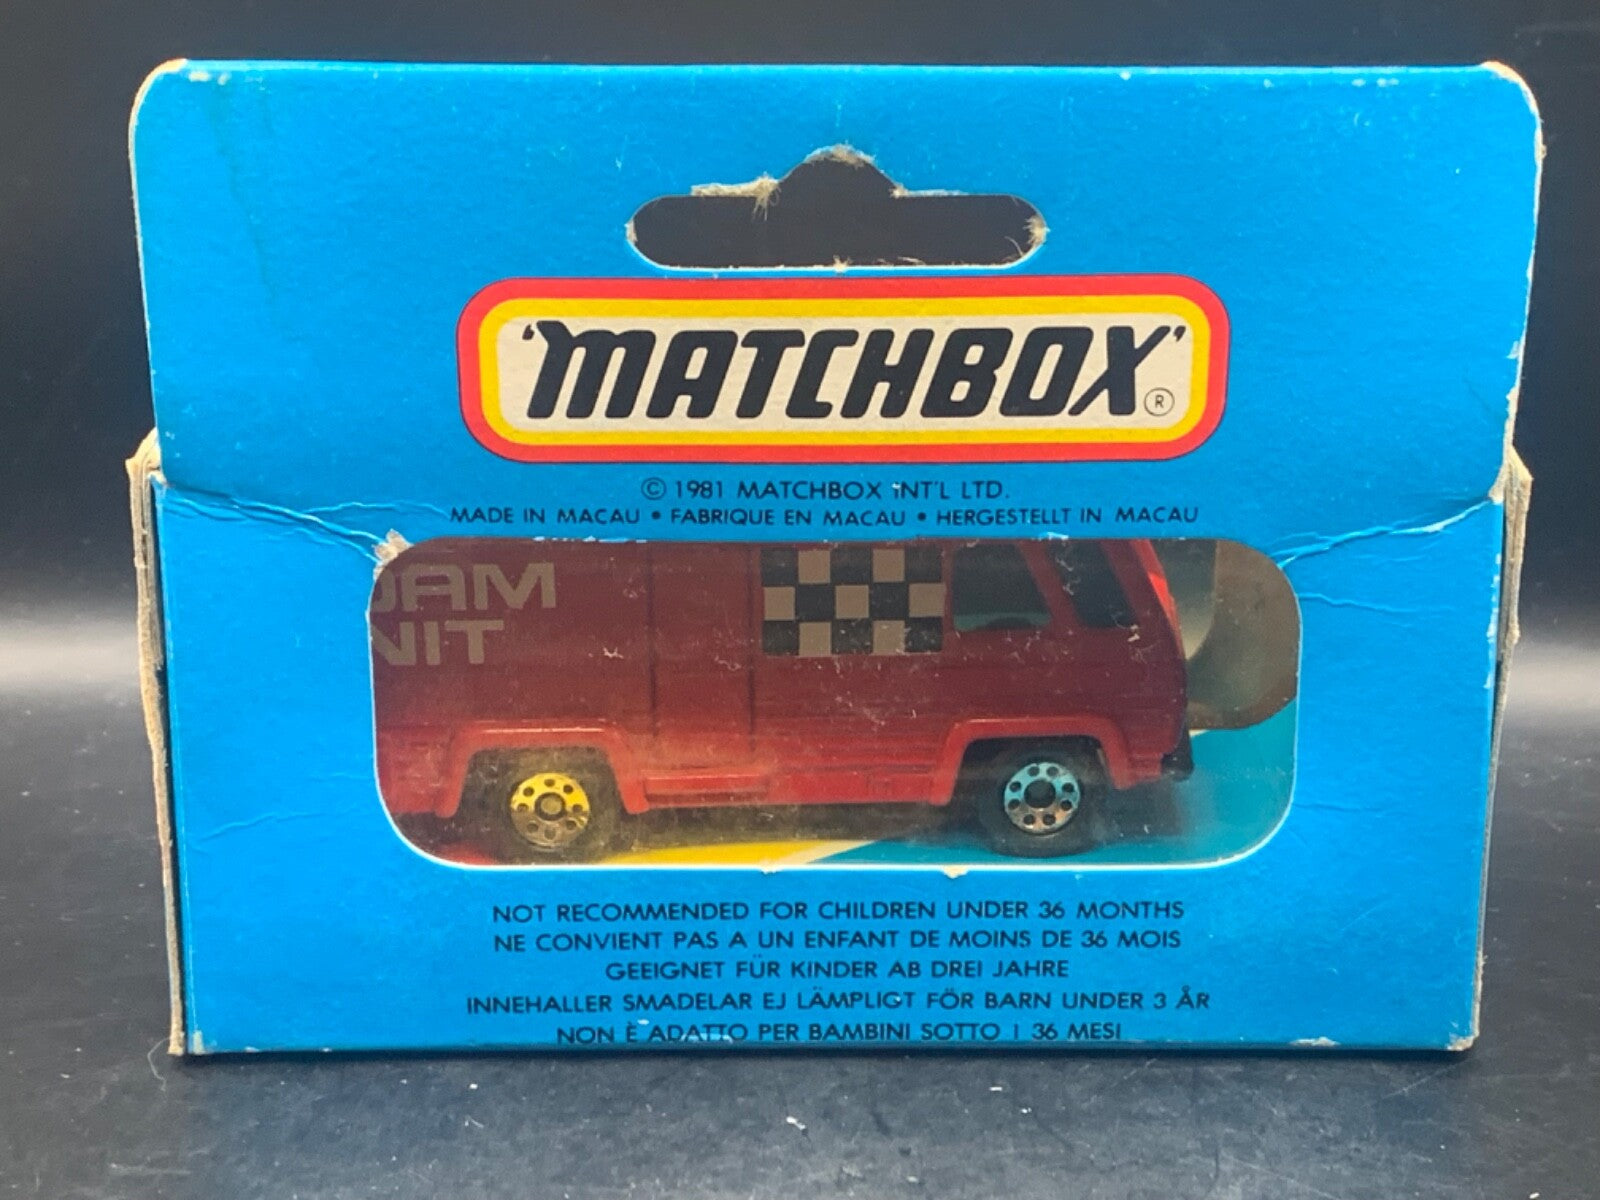 'MATCHBOX'®
© 1981 MATCHBOX INT'L LTD.
MADE IN MACAU • FABRIQUE EN MACAU • HERGESTELLT IN MACAU
OAM
NIT
NOT RECOMMENDED FOR CHILDREN UNDER 36 MONTHS
NE CONVIENT PAS A UN ENFANT DE MOINS DE 36 MOIS
GEEIGNET FÜR KINDER AB DREI JAHRE
INNEHALLER SMADELAR EJ LÄMPLIGT FÖR BARN UNDER 3 ÅR
NON È ADATTO PER BAMBINI SOTTO I 36 MESI